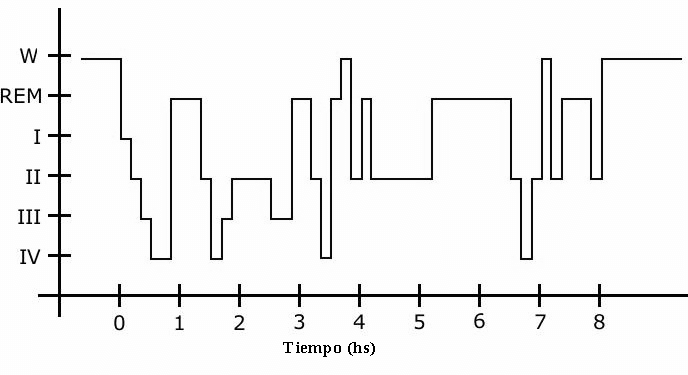 W
REM
I
II
III
IV
0 1 2 3 4 5 6 7 8
Tiempo (hs)